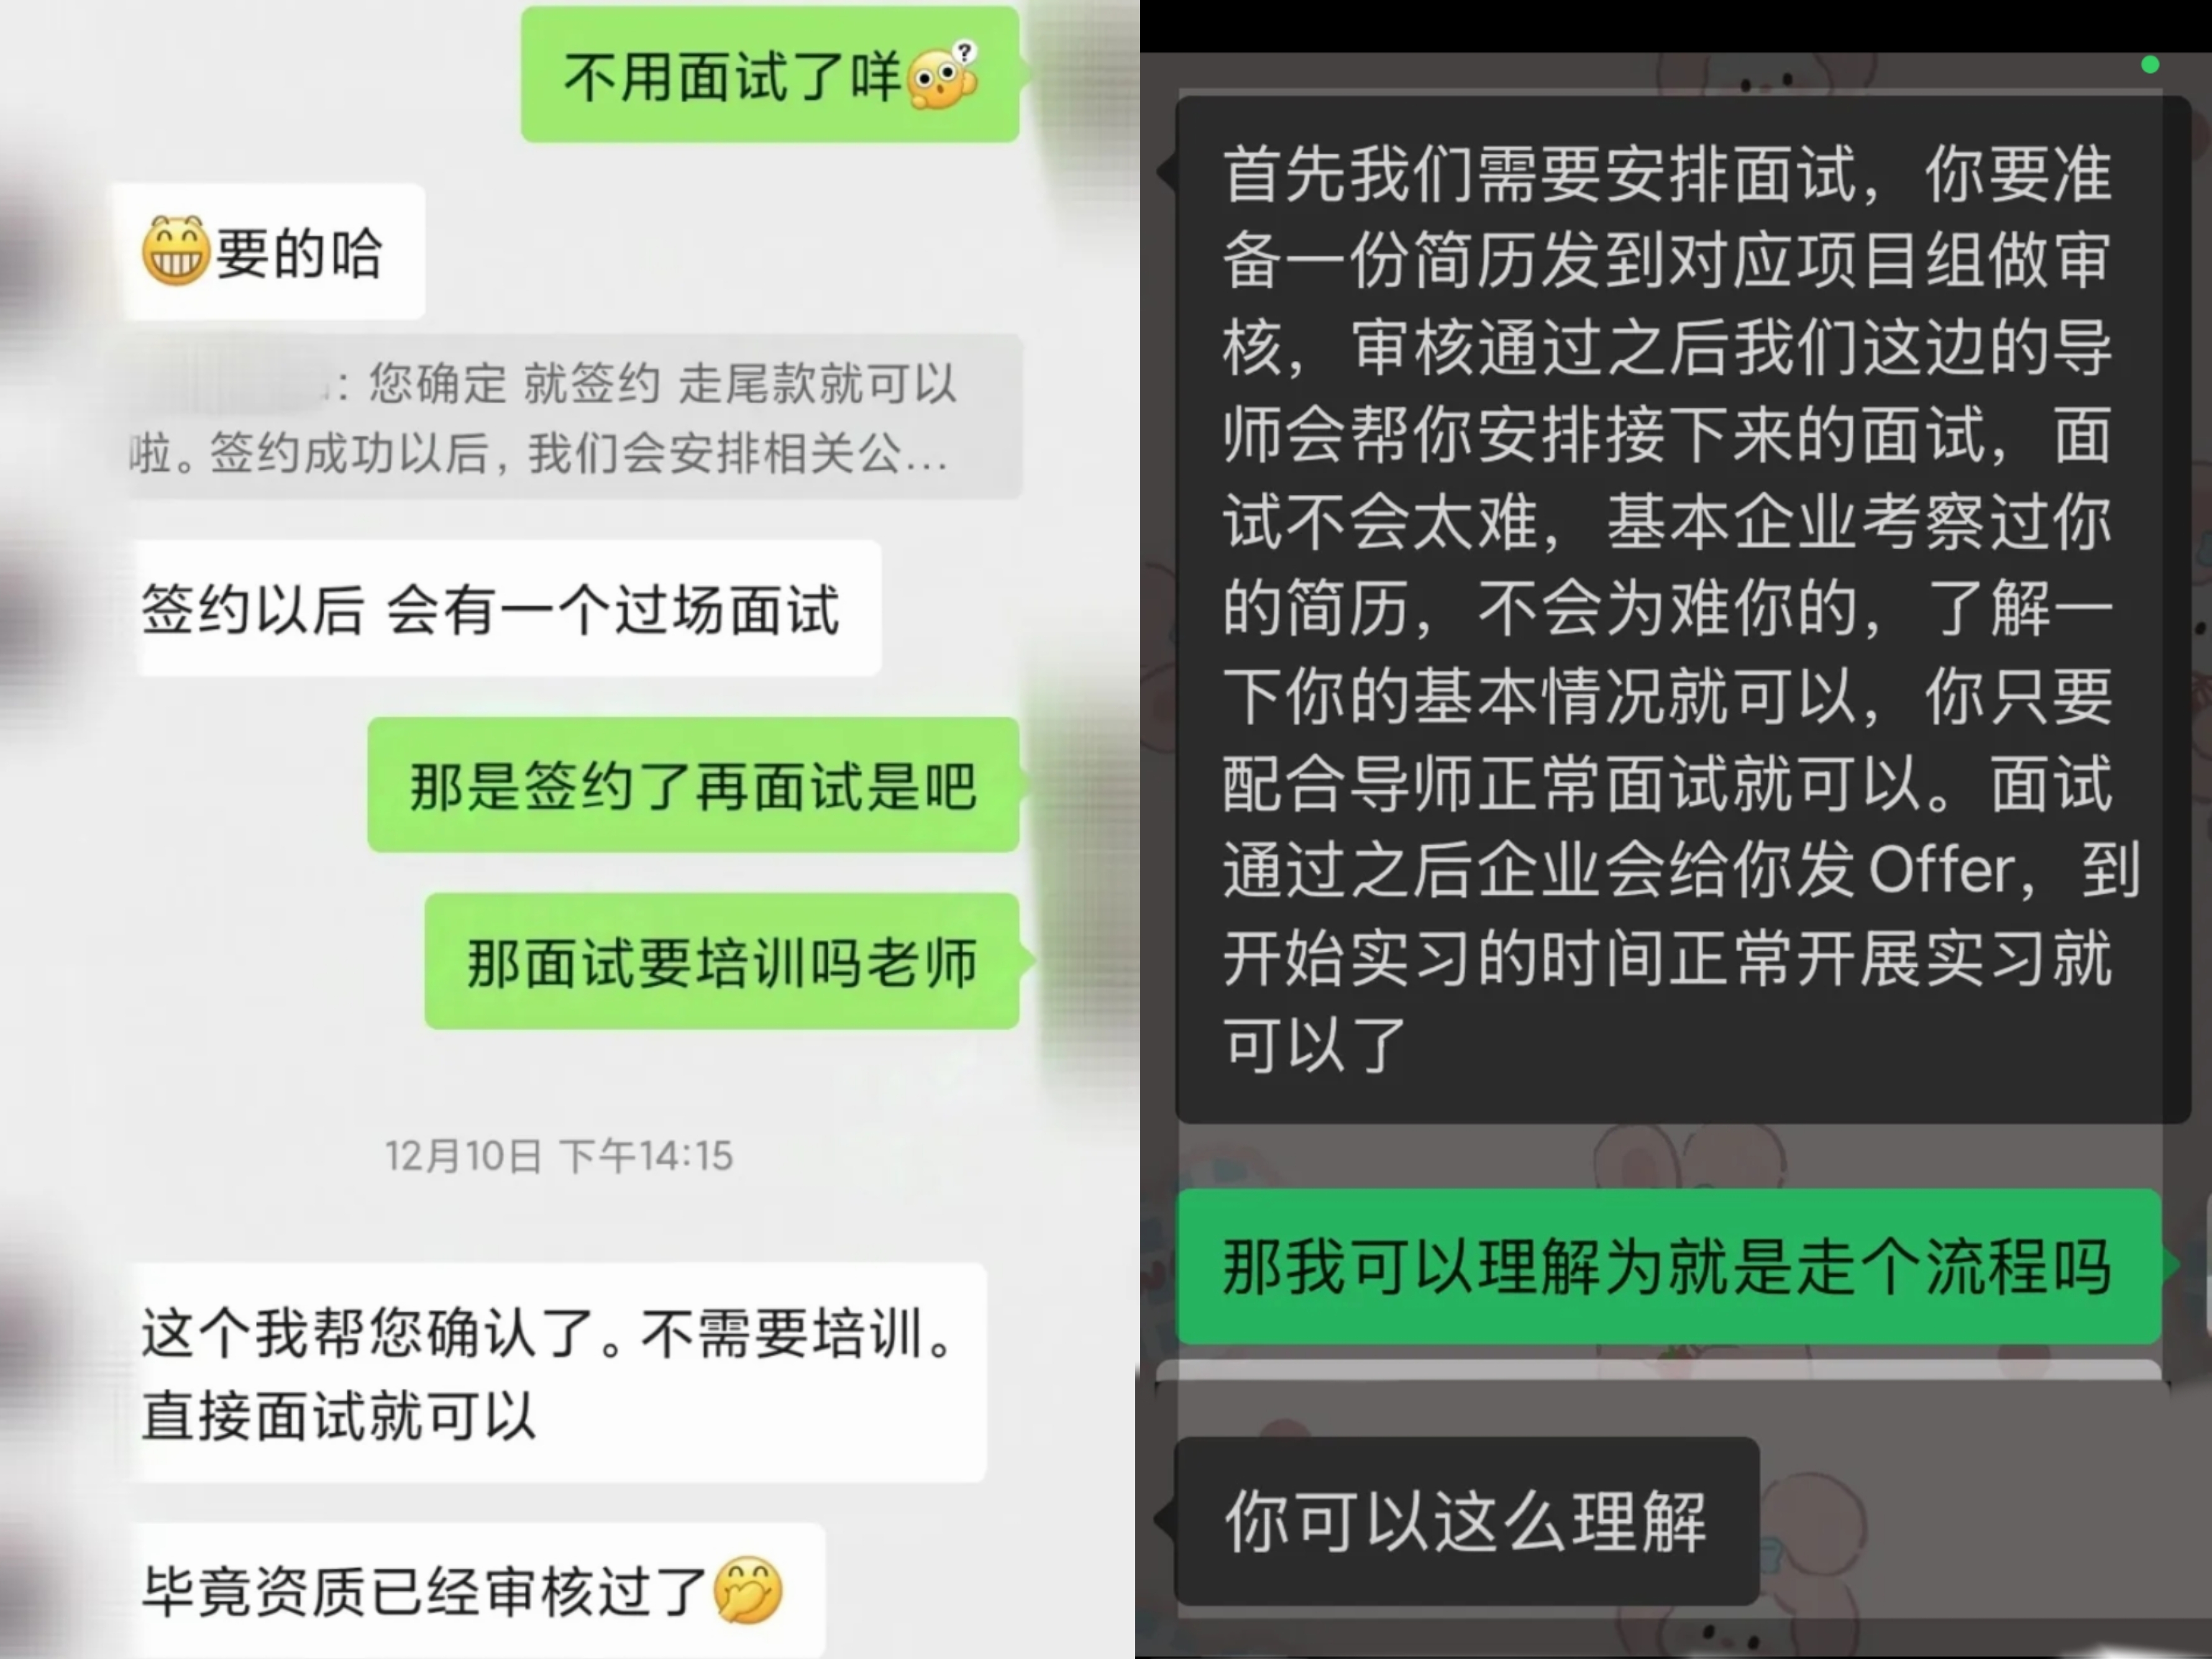 不用面试了咩
要的哈
：您确定 就签约 走尾款就可以
啦。签约成功以后，我们会安排相关公...
签约以后 会有一个过场面试
那是签约了再面试是吧
那面试要培训吗老师
12月10日 下午14:15
这个我帮您确认了。不需要培训。
直接面试就可以
毕竟资质已经审核过了
首先我们需要安排面试，你要准
备一份简历发到对应项目组做审
核，审核通过之后我们这边的导
师会帮你安排接下来的面试，面
试不会太难，基本企业考察过你
的简历，不会为难你的，了解一
下你的基本情况就可以，你只要
配合导师正常面试就可以。面试
通过之后企业会给你发Offer，到
开始实习的时间正常开展实习就
可以了
那我可以理解为就是走个流程吗
你可以这么理解